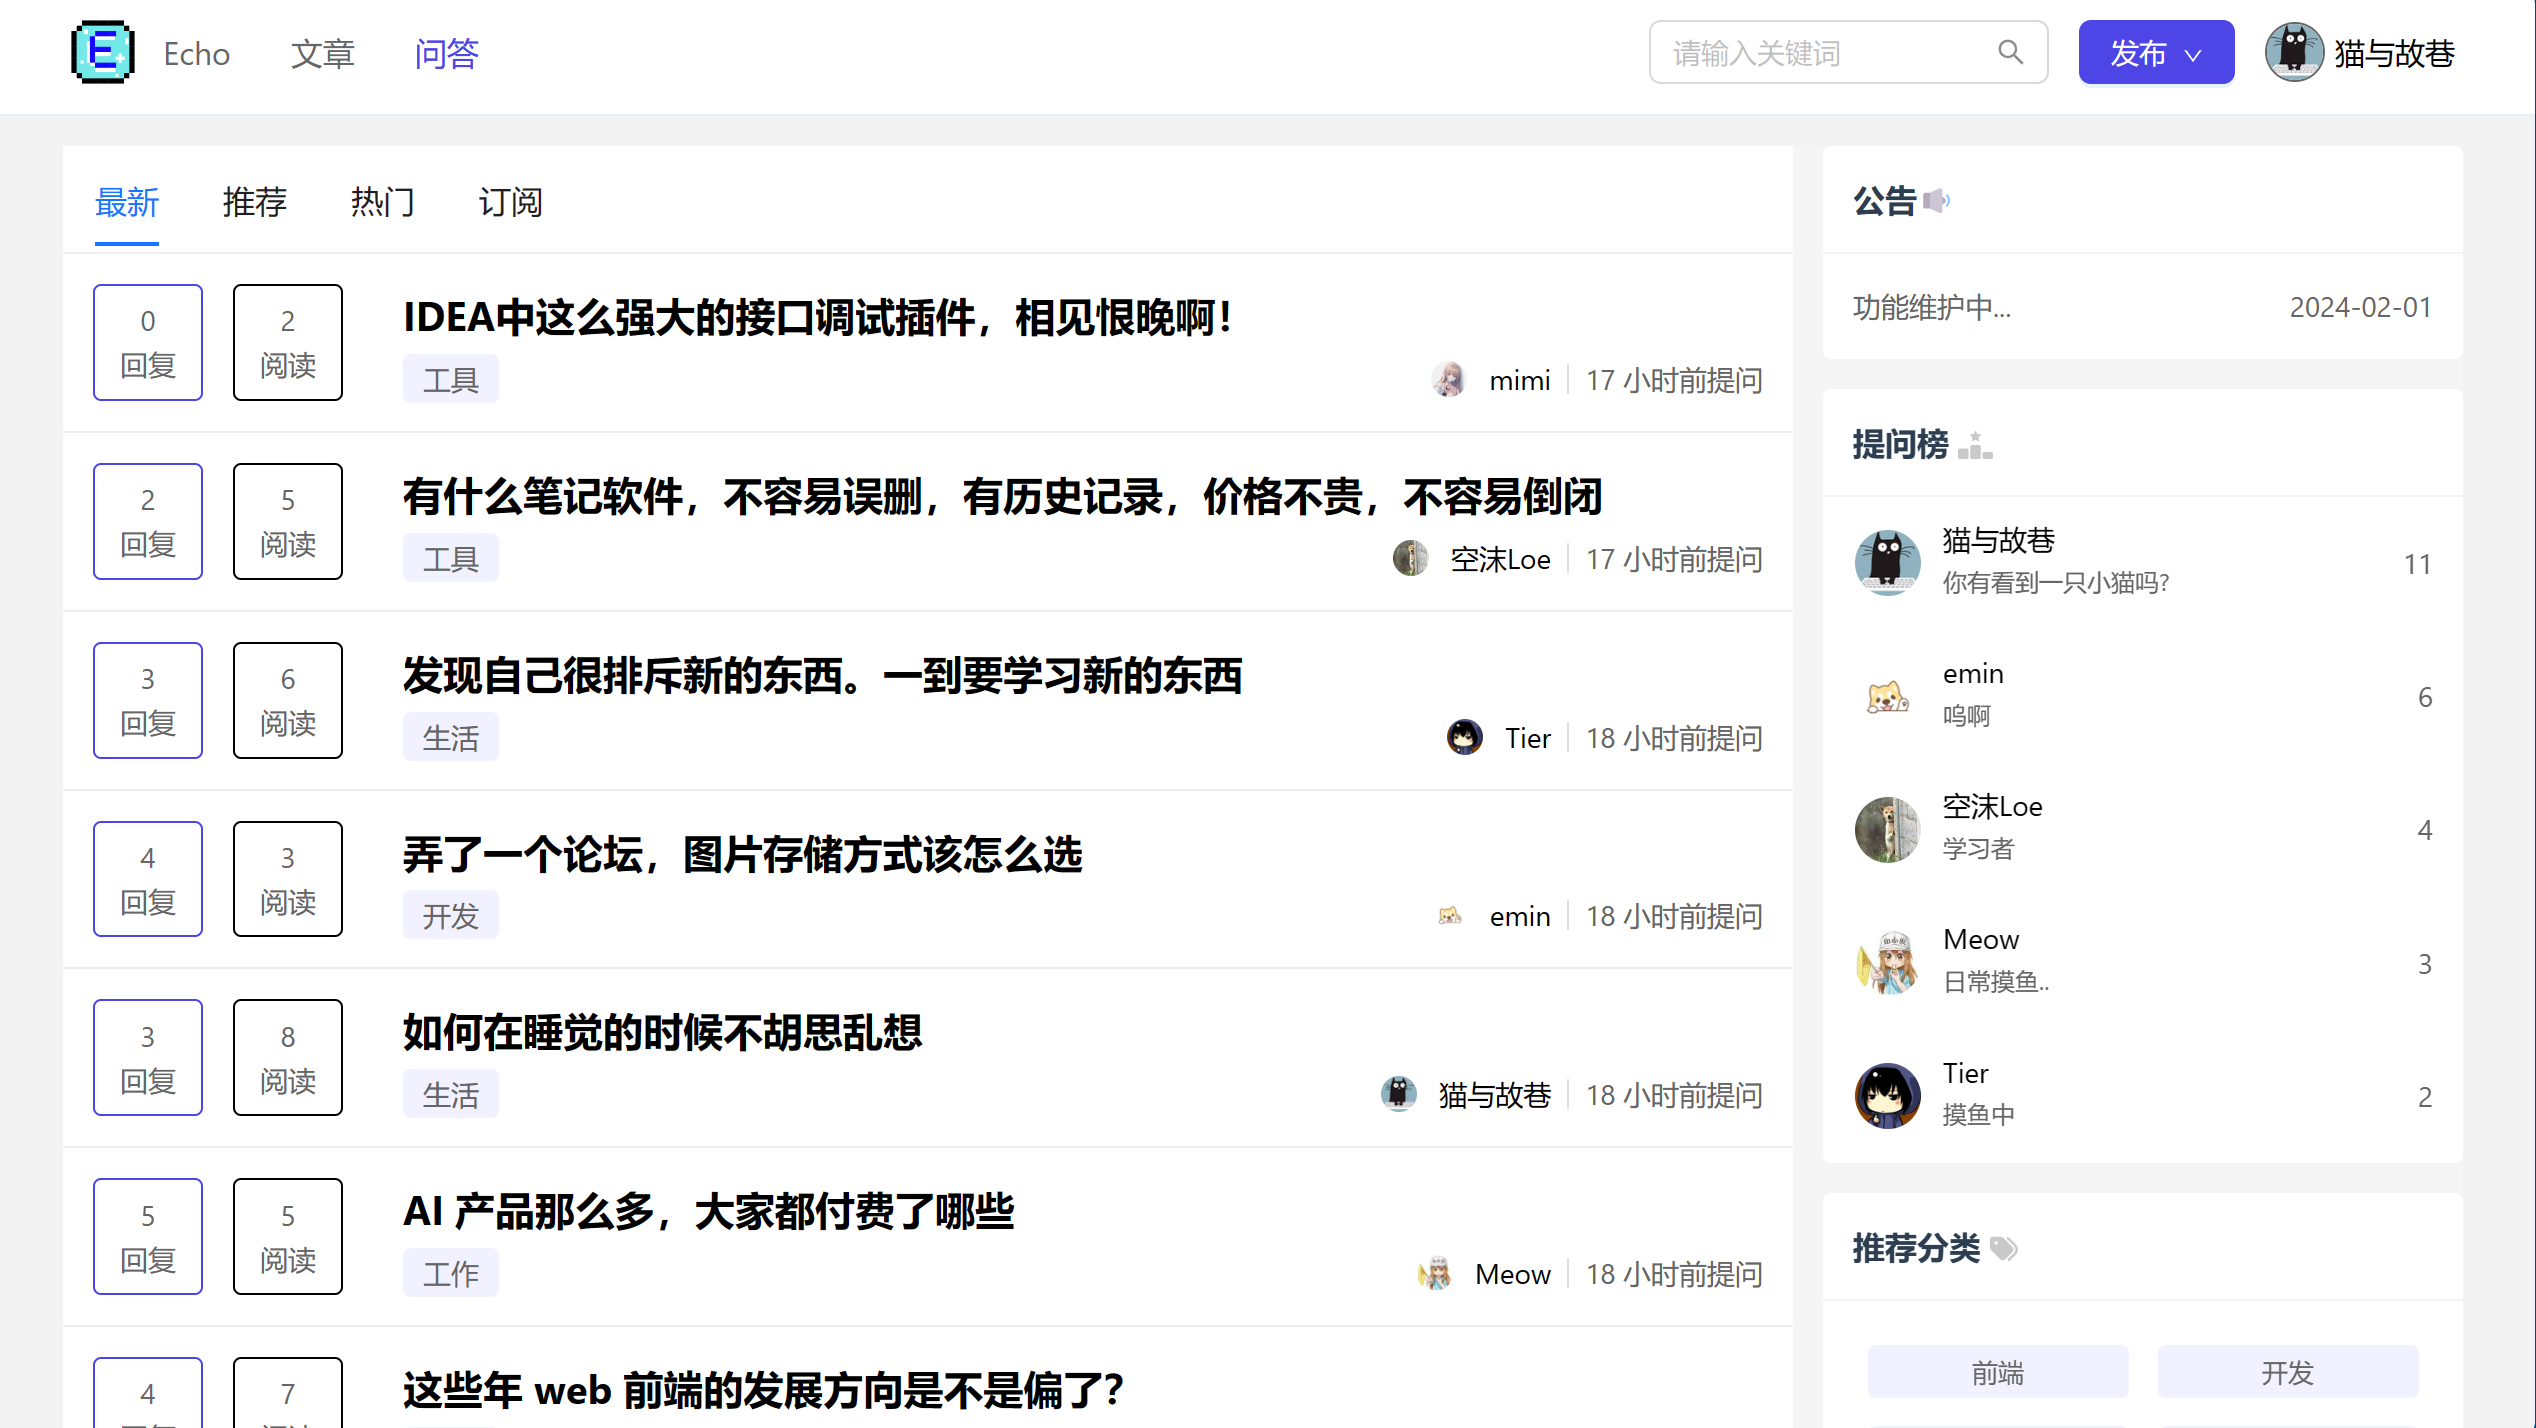 Echo 文章 问答 请输入关键词 发布 猫与故巷
最新 推荐 热门 订阅
0 回复
2 阅读
IDEA中这么强大的接口调试插件，相见恨晚啊！
工具
mimi 17 小时前提问
2 回复
5 阅读
有什么笔记软件，不容易误删，有历史记录，价格不贵，不容易倒闭
工具
空沫Loe 17 小时前提问
3 回复
6 阅读
发现自己很排斥新的东西。一到要学习新的东西
生活
Tier 18 小时前提问
4 回复
3 阅读
弄了一个论坛，图片存储方式该怎么选
开发
emin 18 小时前提问
3 回复
8 阅读
如何在睡觉的时候不胡思乱想
生活
猫与故巷 18 小时前提问
5 回复
5 阅读
AI 产品那么多，大家都付费了哪些
工作
Meow 18 小时前提问
4
7
这些年 web 前端的发展方向是不是偏了？
公告
功能维护中... 2024-02-01
提问榜
猫与故巷
你有看到一只小猫吗?
11
emin
呜啊
6
空沫Loe
学习者
4
Meow
日常摸鱼..
3
Tier
摸鱼中
2
推荐分类
前端 开发